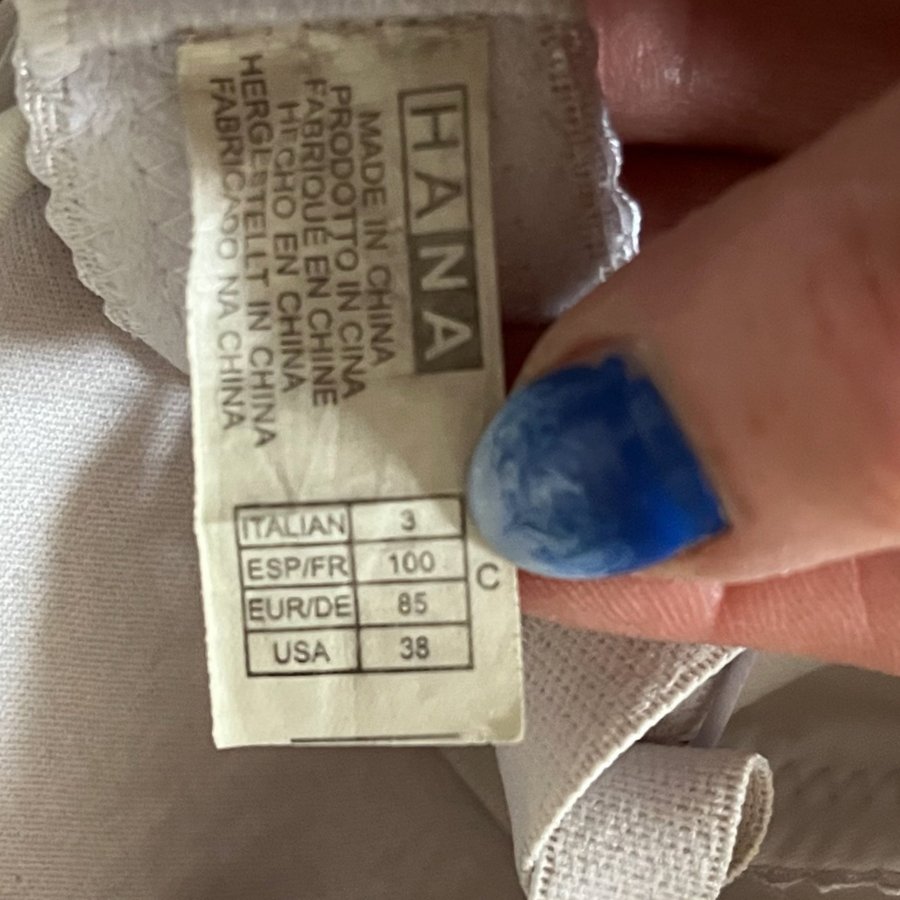 HANA
MADE IN CHINA
PRODOTTO IN CINA
FABRIQUE EN CHINE
HECHO EN CHINA
HERGESTELLT IN CHINA
FABRICADO NA CHINA
ITALIAN 3
ESP/FR 100
EUR/DE 85
USA 38
C